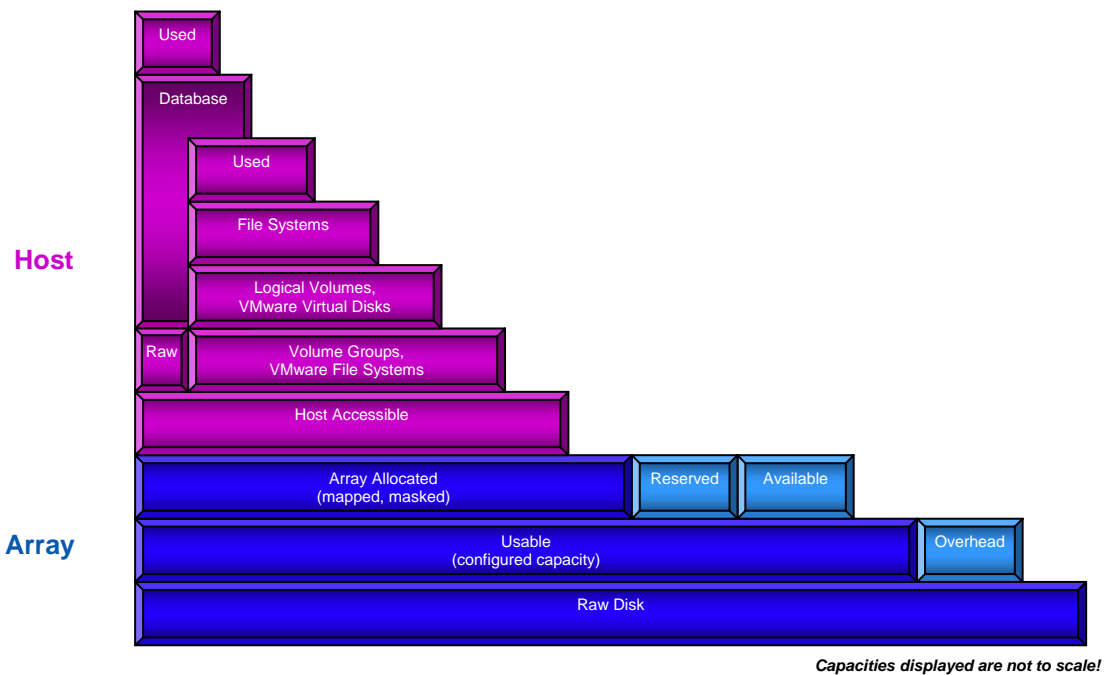 Used
Database
Used
File Systems
Host
Logical Volumes,
VMware Virtual Disks
Raw
Volume Groups,
VMware File Systems
Host Accessible
Array Allocated
(mapped, masked)
Reserved
Available
Array
Usable
(configured capacity)
Overhead
Raw Disk
Capacities displayed are not to scale!